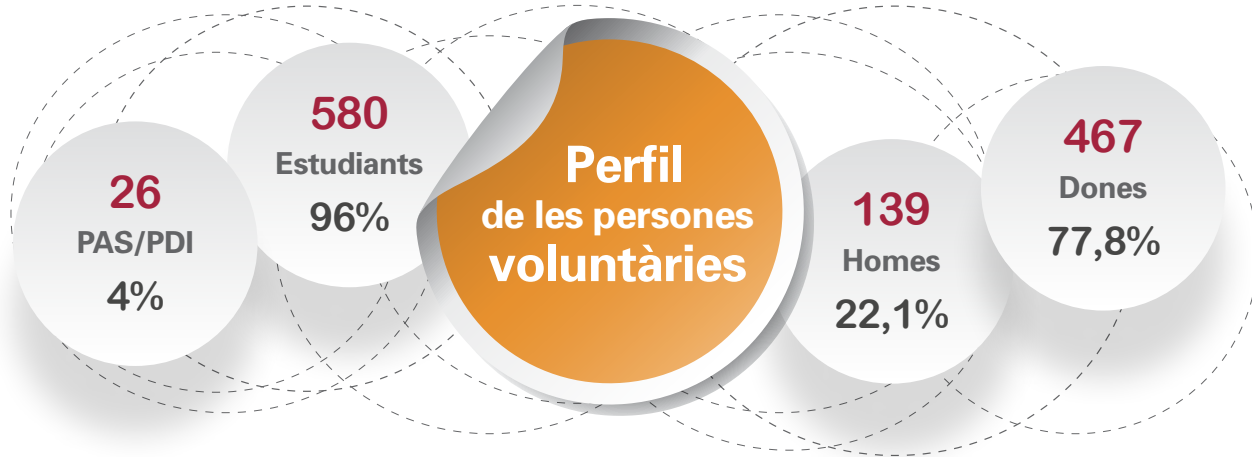 26
PAS/PDI
4%
580
Estudiants
96%
Perfil
de les persones
voluntàries
139
Homes
22,1%
467
Dones
77,8%